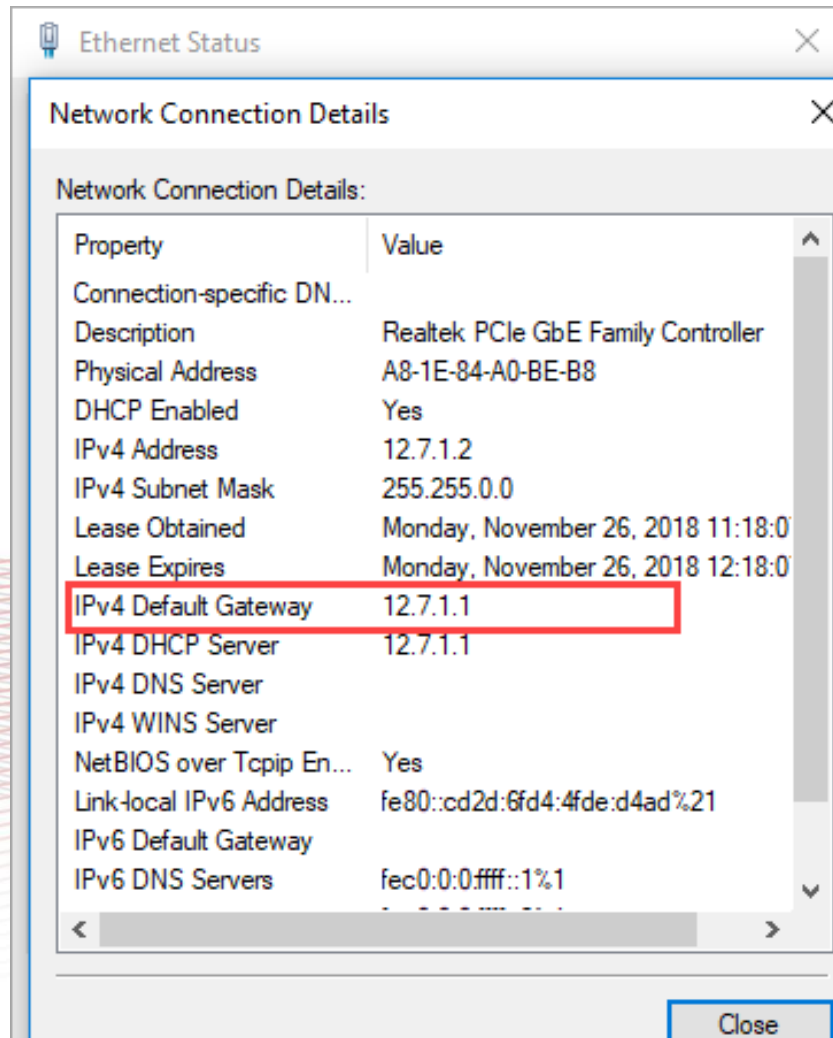 Ethernet Status
Network Connection Details
Network Connection Details:
Property Value
Connection-specific DN...
Description Realtek PCIe GbE Family Controller
Physical Address A8-1E-84-A0-BE-B8
DHCP Enabled Yes
IPv4 Address 12.7.1.2
IPv4 Subnet Mask 255.255.0.0
Lease Obtained Monday, November 26, 2018 11:18:0
Lease Expires Monday, November 26, 2018 12:18:0
IPv4 Default Gateway 12.7.1.1
IPv4 DHCP Server 12.7.1.1
IPv4 DNS Server
IPv4 WINS Server
NetBIOS over Tcpip En... Yes
Link-local IPv6 Address fe80::cd2d:6fd4:4fde:d4ad%21
IPv6 Default Gateway
IPv6 DNS Servers fec0:0:0:ffff::1%1
Close